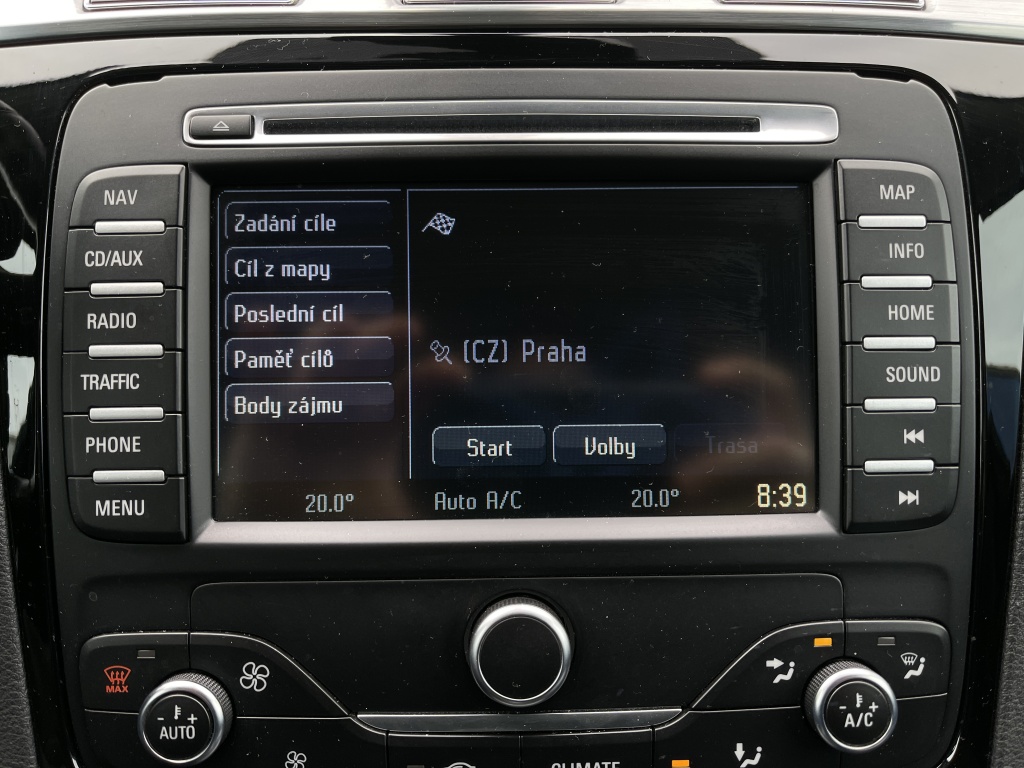 NAV
CD/AUX
RADIO
TRAFFIC
PHONE
MENU
Zadání cíle
Cíl z mapy
Poslední cíl
Paměť cílů
Body zájmu
(CZ) Praha
Start
Volby
Trasa
20.0°
Auto A/C
20.0°
8:39
MAP
INFO
HOME
SOUND
MAX
- +
AUTO
- +
A/C
CLIMATE